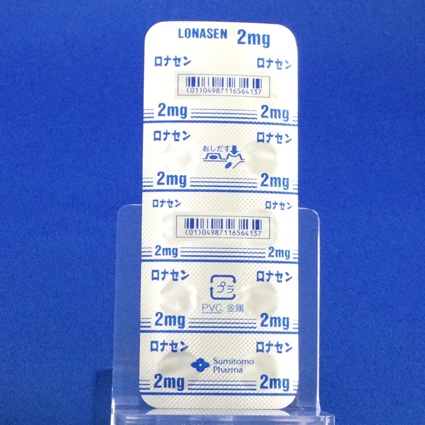 LONASEN 2mg
ロナセン ロナセン
(01)04987116564137
2mg 2mg
ロナセン おしだす ロナセン
2mg 2mg
ロナセン ロナセン
(01)04987116564137
2mg 2mg
ロナセン プラ ロナセン
PVC 金属
2mg 2mg
ロナセン ロナセン
Sumitomo
Pharma
2mg 2mg